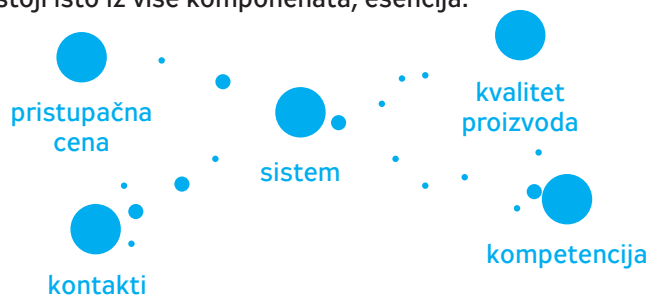 stoji isto iz više komponenata, esencija:
pristupačna
cena
kvalitet
proizvoda
sistem
kompetencija
kontakti